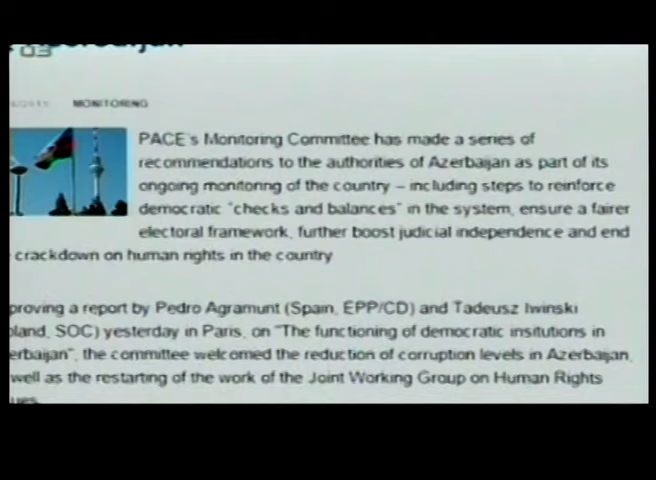 MONITORING
PACE's Monitoring Committee has made a series of
recommendations to the authorities of Azerbaijan as part of its
ongoing monitoring of the country – including steps to reinforce
democratic "checks and balances" in the system, ensure a fairer
electoral framework, further boost judicial independence and end
crackdown on human rights in the country
proving a report by Pedro Agramunt (Spain, EPP/CD) and Tadeusz Iwinski
land, SOC) yesterday in Paris, on "The functioning of democratic insitutions in
erbaijan", the committee welcomed the reduction of corruption levels in Azerbaijan,
well as the restarting of the work of the Joint Working Group on Human Rights
ues